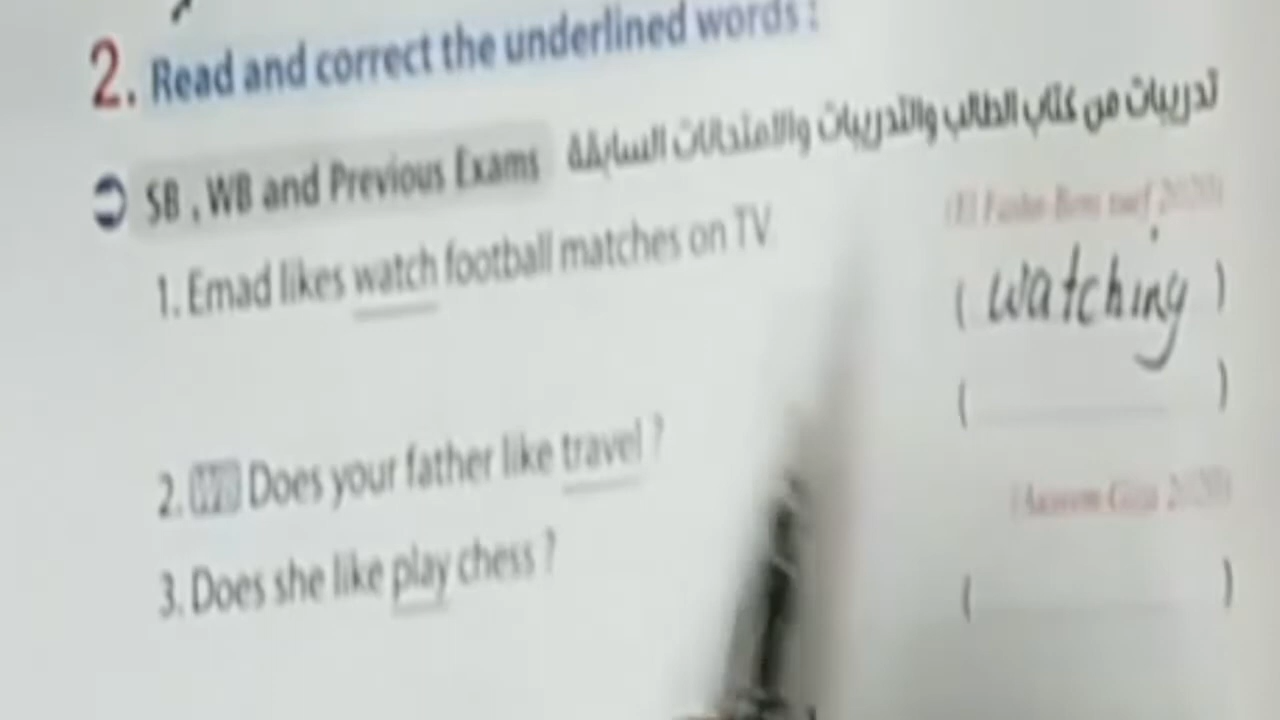 2. Read and correct the underlined words :
SB , WB and Previous Exams تدريبات من كتاب الطالب والتدريبات والامتحانات السابقة
1. Emad likes watch football matches on TV.
( watching )
2. Does your father like travel ?
( )
3. Does she like play chess ?
( )